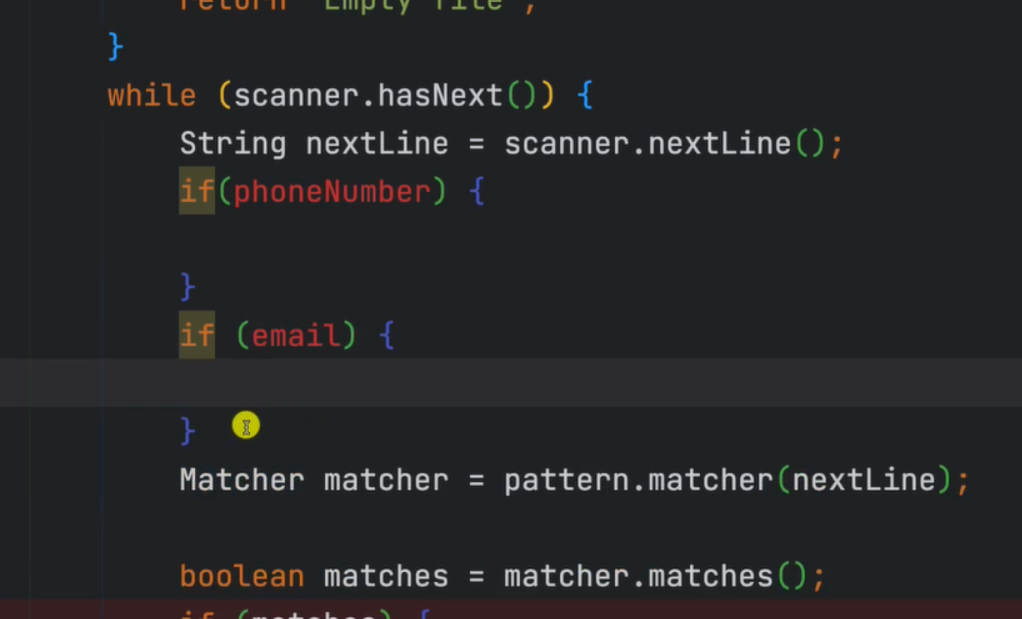 return "Empty file";
}
while (scanner.hasNext()) {
String nextLine = scanner.nextLine();
if(phoneNumber) {
}
if (email) {
}
Matcher matcher = pattern.matcher(nextLine);
boolean matches = matcher.matches();
if (matches) {